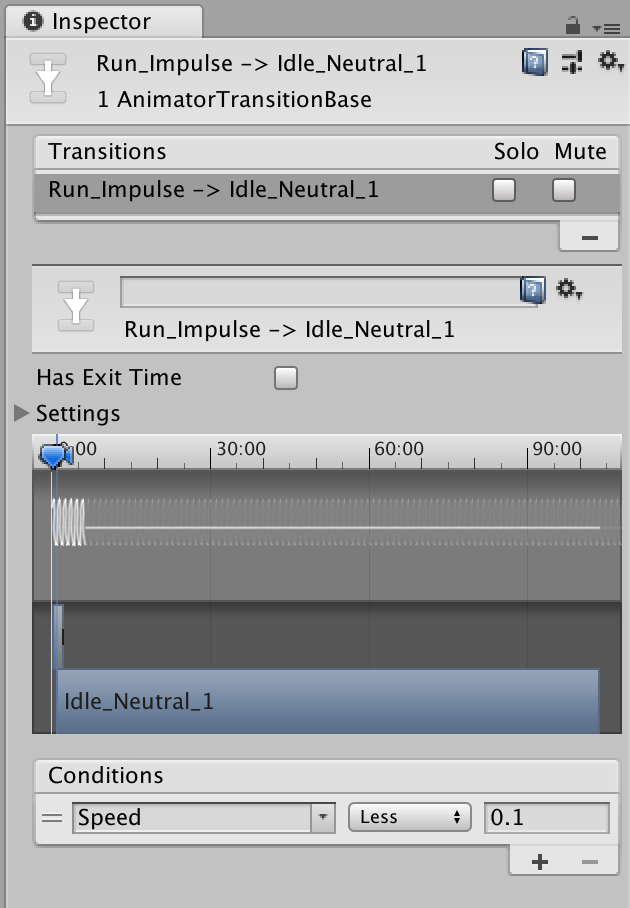 Inspector
Run_Impulse -> Idle_Neutral_1
1 AnimatorTransitionBase
Transitions Solo Mute
Run_Impulse -> Idle_Neutral_1
Run_Impulse -> Idle_Neutral_1
Has Exit Time
Settings
:00 30:00 60:00 90:00
Idle_Neutral_1
Conditions
Speed Less 0.1